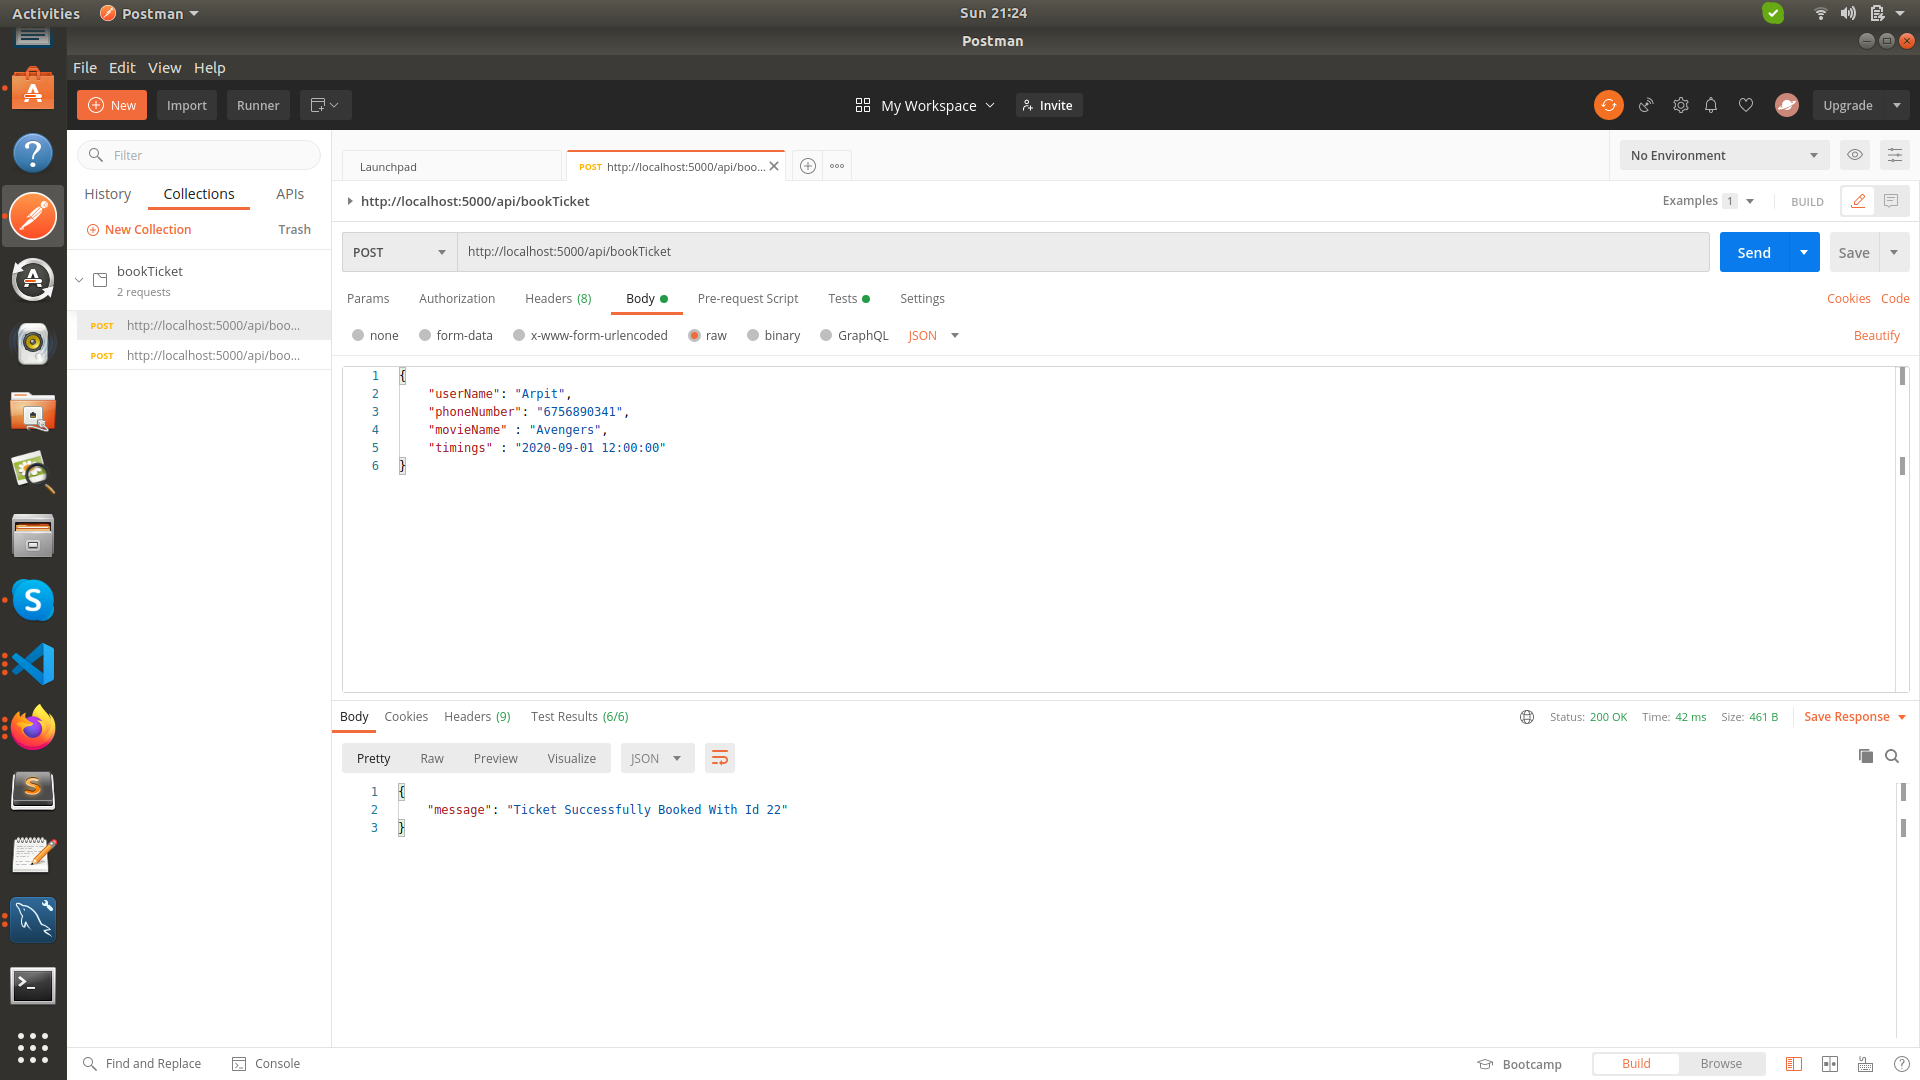 Activities Postman Sun 21:24
Postman
File Edit View Help
New Import Runner My Workspace Invite Upgrade
Filter
History Collections APIs
New Collection Trash
bookTicket
2 requests
POST http://localhost:5000/api/boo...
POST http://localhost:5000/api/boo...
Launchpad POST http://localhost:5000/api/boo... No Environment
http://localhost:5000/api/bookTicket Examples 1 BUILD
POST http://localhost:5000/api/bookTicket Send Save
Params Authorization Headers (8) Body Pre-request Script Tests Settings Cookies Code
none form-data x-www-form-urlencoded raw binary GraphQL JSON Beautify
1 {
2 "userName": "Arpit",
3 "phoneNumber": "6756890341",
4 "movieName" : "Avengers",
5 "timings" : "2020-09-01 12:00:00"
6 }
Body Cookies Headers (9) Test Results (6/6) Status: 200 OK Time: 42 ms Size: 461 B Save Response
Pretty Raw Preview Visualize JSON
1 {
2 "message": "Ticket Successfully Booked With Id 22"
3 }
Find and Replace Console Bootcamp Build Browse